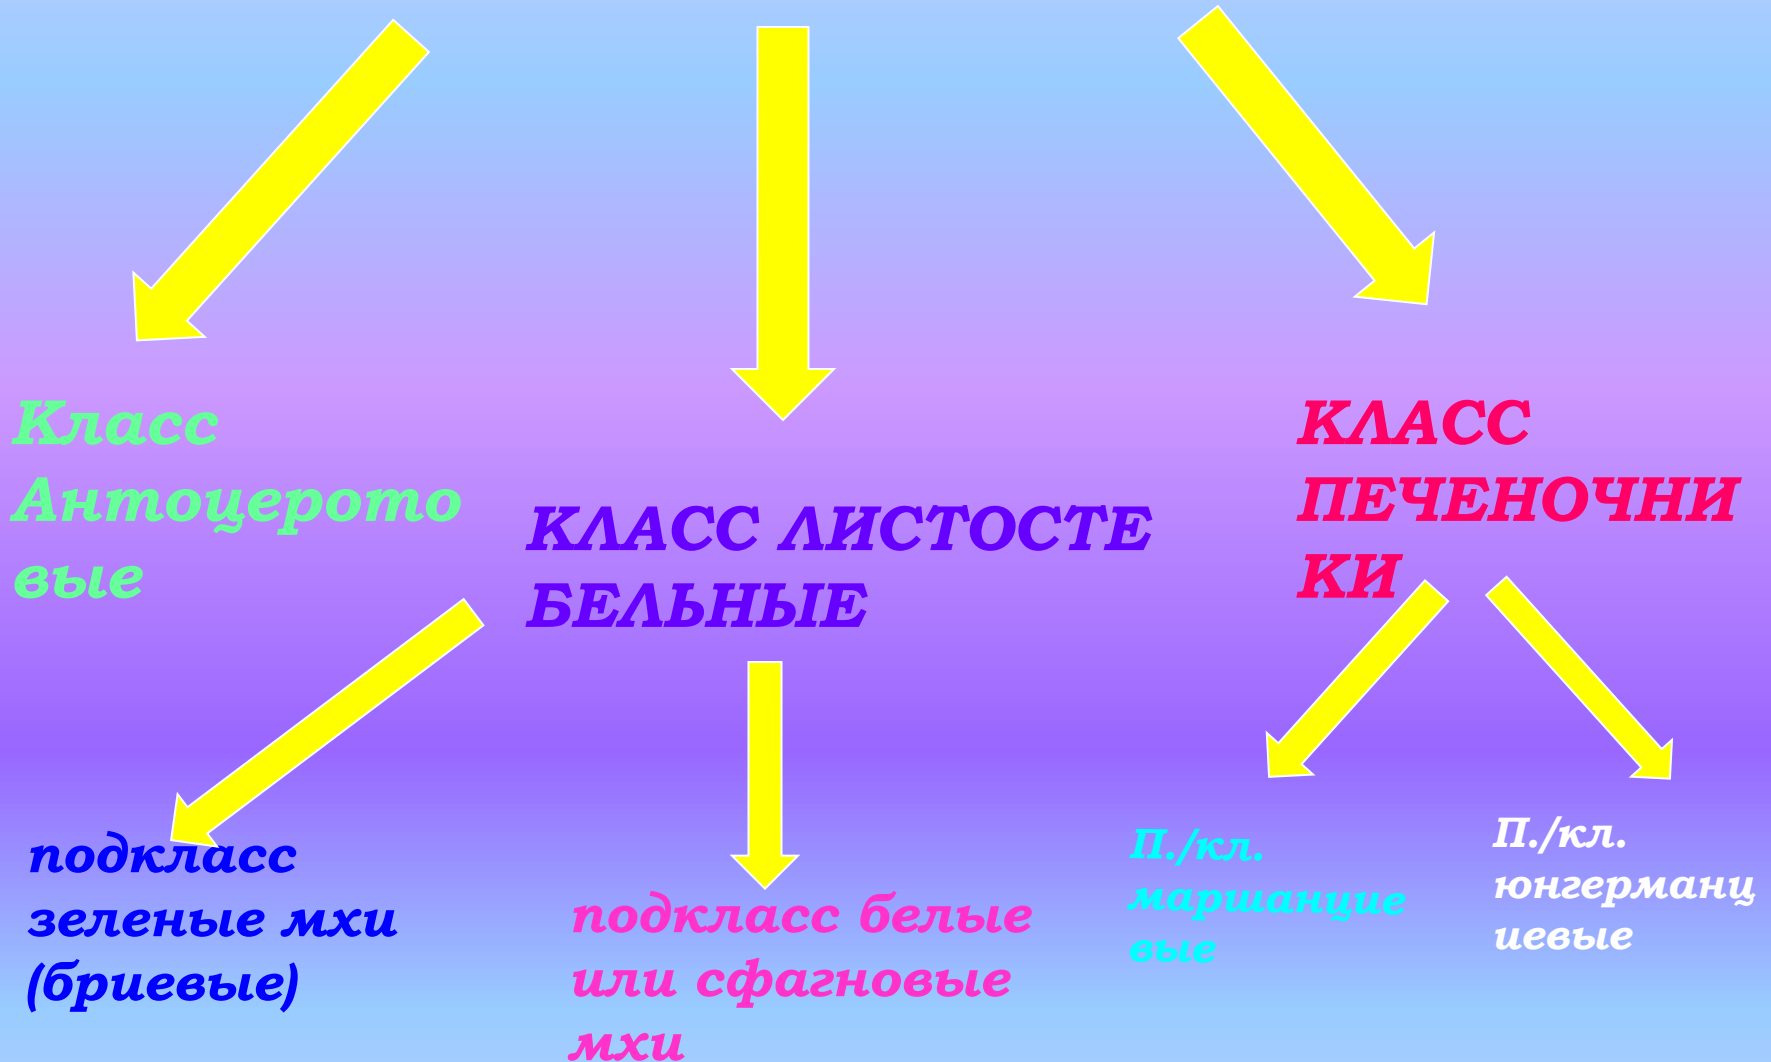 Класс
Антоцерото
вые
КЛАСС ЛИСТОСТЕ
БЕЛЬНЫЕ
КЛАСС
ПЕЧЕНОЧНИ
КИ
подкласс
зеленые мхи
(бриевые)
подкласс белые
или сфагновые
мхи
П./кл.
маршанцие
вые
П./кл.
юнгерманц
иевые